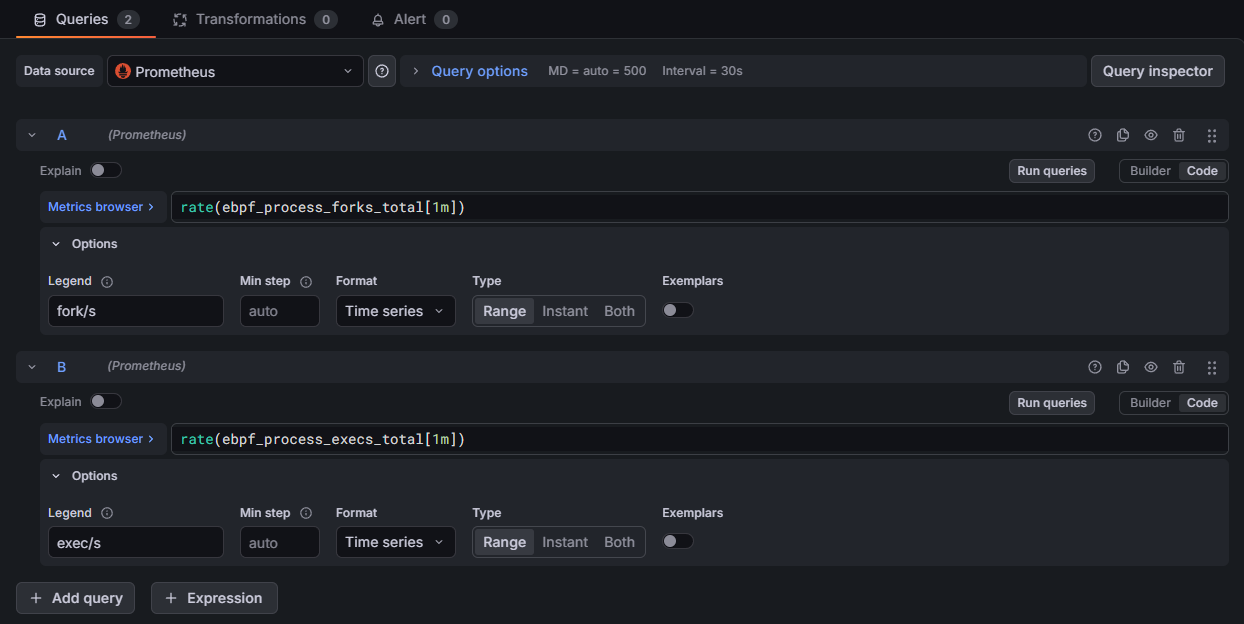 Queries 2 Transformations 0 Alert 0
Data source Prometheus Query options MD = auto = 500 Interval = 30s Query inspector
A (Prometheus)
Explain Run queries Builder Code
Metrics browser > rate(ebpf_process_forks_total[1m])
Options
Legend Min step Format Type Exemplars
fork/s auto Time series Range Instant Both
B (Prometheus)
Explain Run queries Builder Code
Metrics browser > rate(ebpf_process_execs_total[1m])
Options
Legend Min step Format Type Exemplars
exec/s auto Time series Range Instant Both
+ Add query + Expression